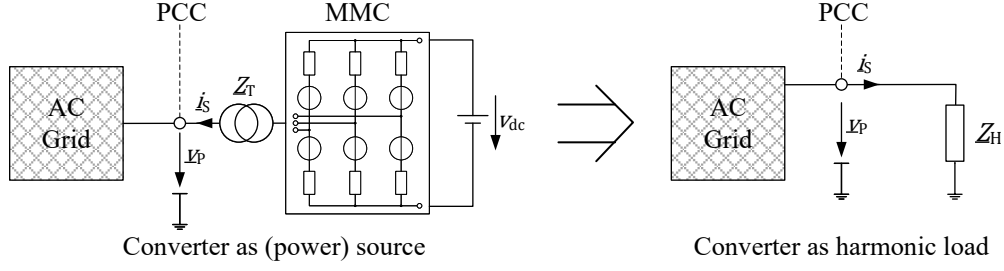 PCC
MMC
AC
Grid
i̲S
Z̲T
v̲P
vdc
Converter as (power) source
PCC
AC
Grid
i̲S
v̲P
Z̲H
Converter as harmonic load